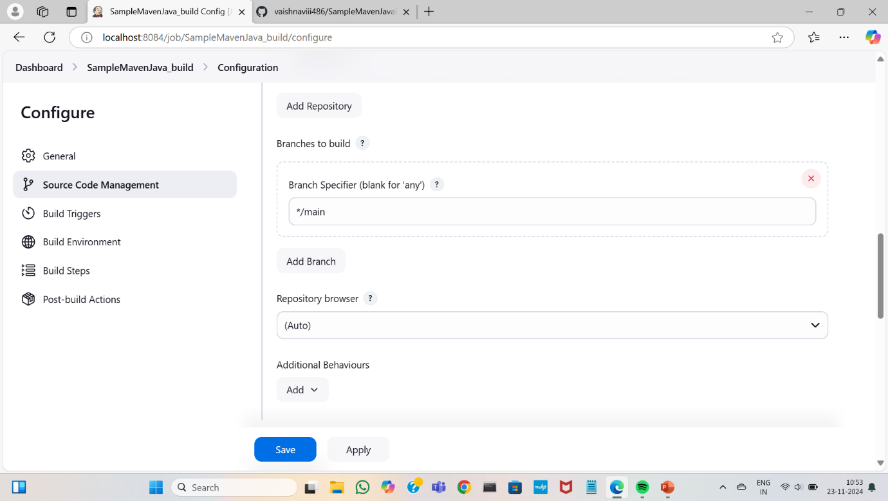 SampleMavenJava_build Config [
vaishnaviii486/SampleMavenJava
localhost:8084/job/SampleMavenJava_build/configure
Dashboard > SampleMavenJava_build > Configuration
Configure
General
Source Code Management
Build Triggers
Build Environment
Build Steps
Post-build Actions
Add Repository
Branches to build ?
Branch Specifier (blank for 'any') ?
*/main
Add Branch
Repository browser ?
(Auto)
Additional Behaviours
Add
Save
Apply
Search
ENG
IN
10:53
23-11-2024